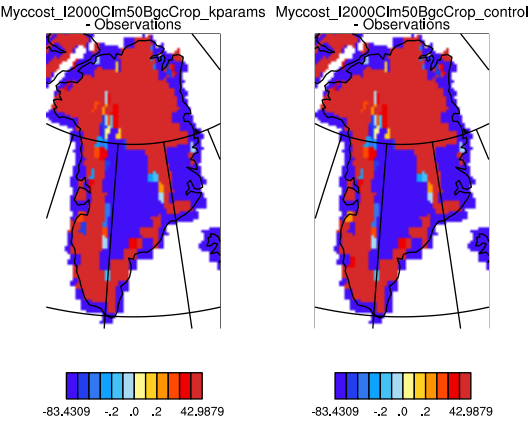 Myccost_I2000Clm50BgcCrop_kparams
- Observations
Myccost_I2000Clm50BgcCrop_control
- Observations
-83.4309 -.2 .0 .2 42.9879
-83.4309 -.2 .0 .2 42.9879